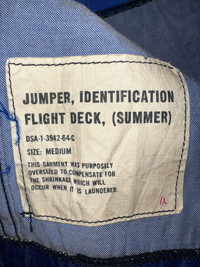 JUMPER, IDENTIFICATION
FLIGHT DECK, (SUMMER)
DSA-1-3942-64-C
SIZE: MEDIUM
THIS GARMENT WAS PURPOSLY
OVERSIZED TO COMPENSATE FOR
THE SHRINKAGE WHICH WILL
OCCUR WHEN IT IS LAUNDERED.